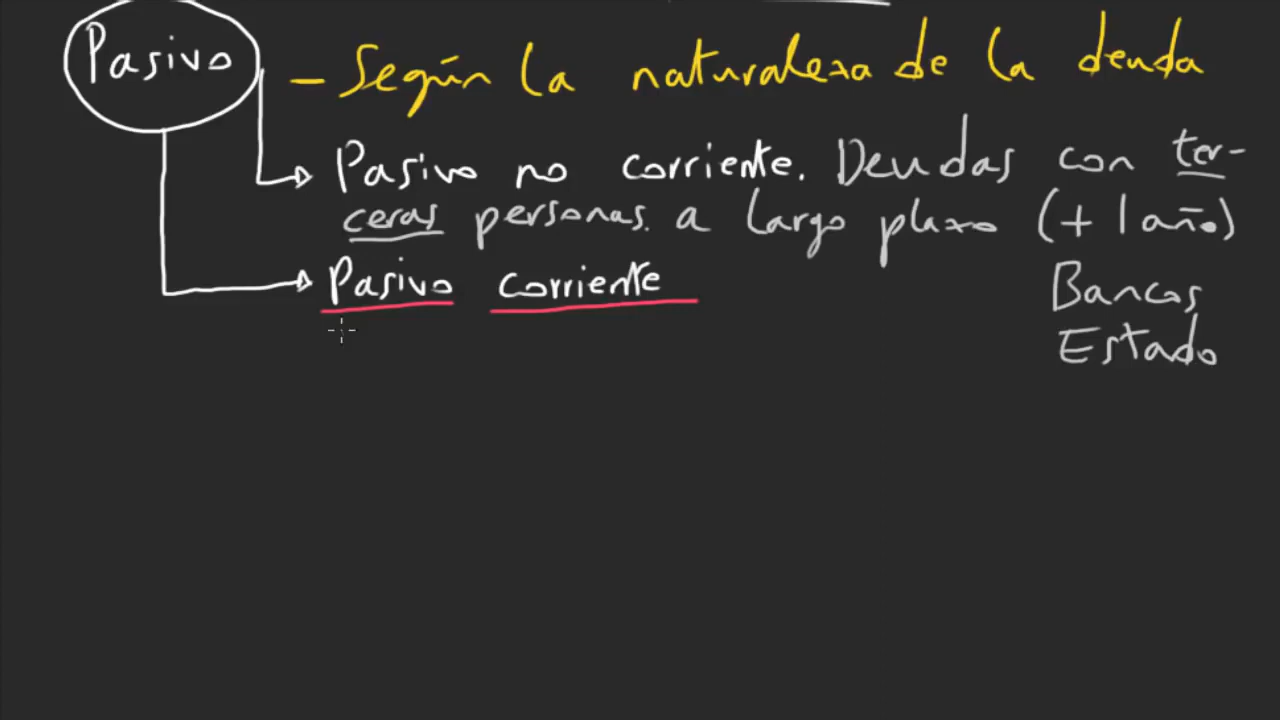 Pasivo
- Según la naturaleza de la deuda
Pasivo no corriente. Deudas con ter-
ceras personas. a largo plazo (+ 1 año)
Pasivo corriente
Bancos
Estado